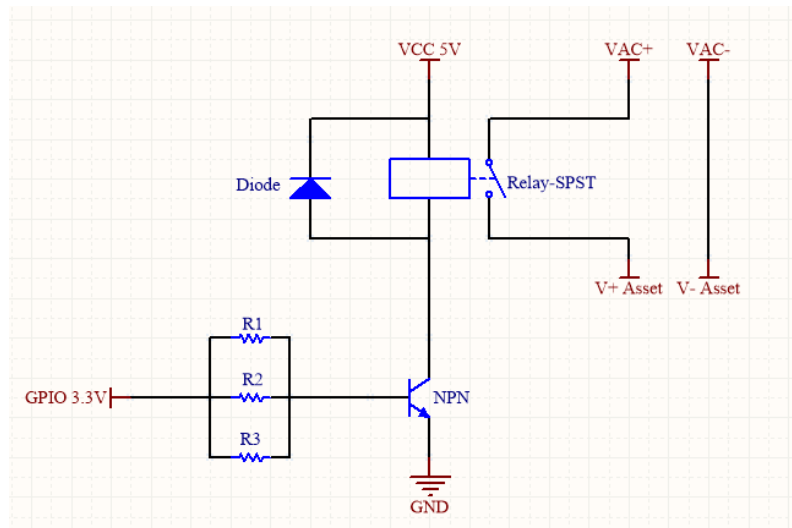 VCC 5V
VAC+
VAC-
Diode
Relay-SPST
V+ Asset
V- Asset
R1
R2
GPIO 3.3V
NPN
R3
GND